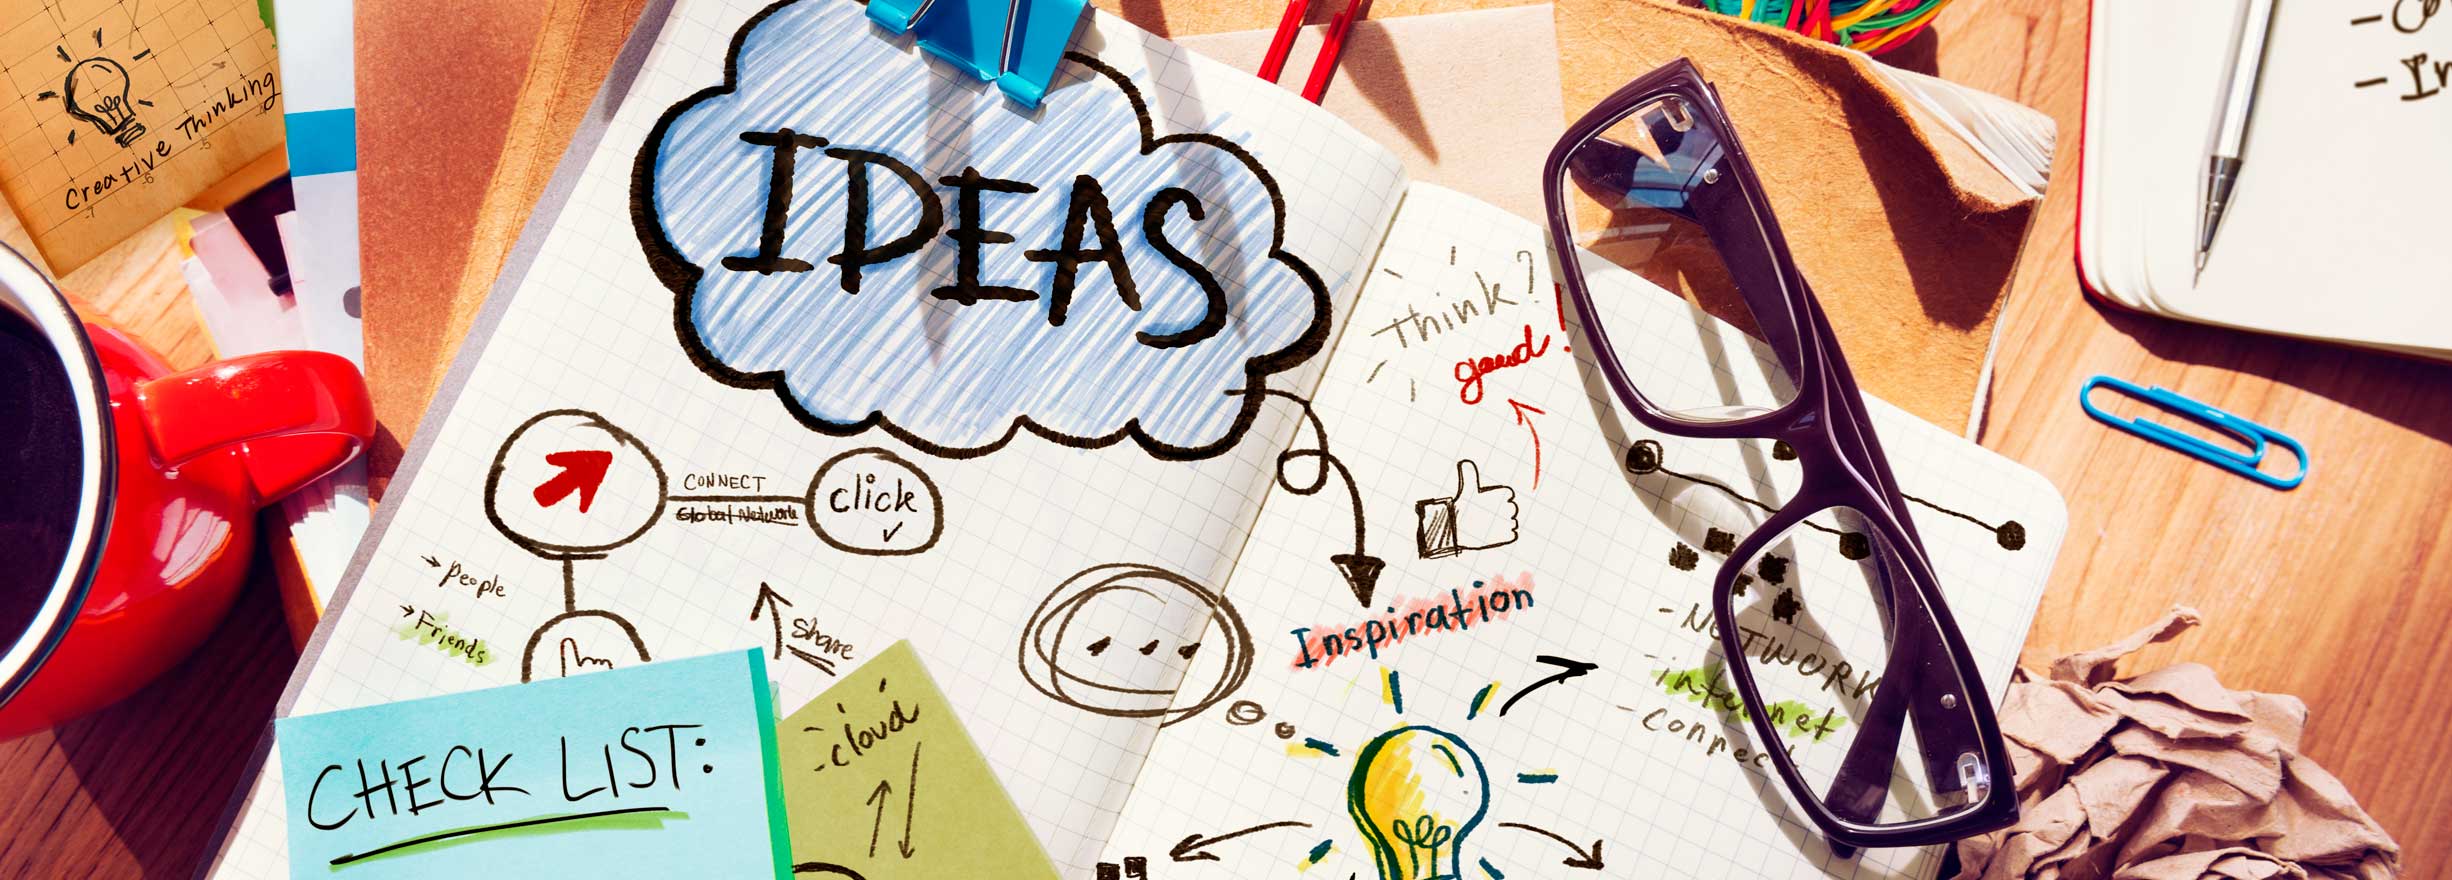 Creative Thinking
IDEAS
Think?
good!
CONNECT
Global Network
click
people
Friends
share
Inspiration
- NETWORK
- internet
- connect
CHECK LIST:
cloud